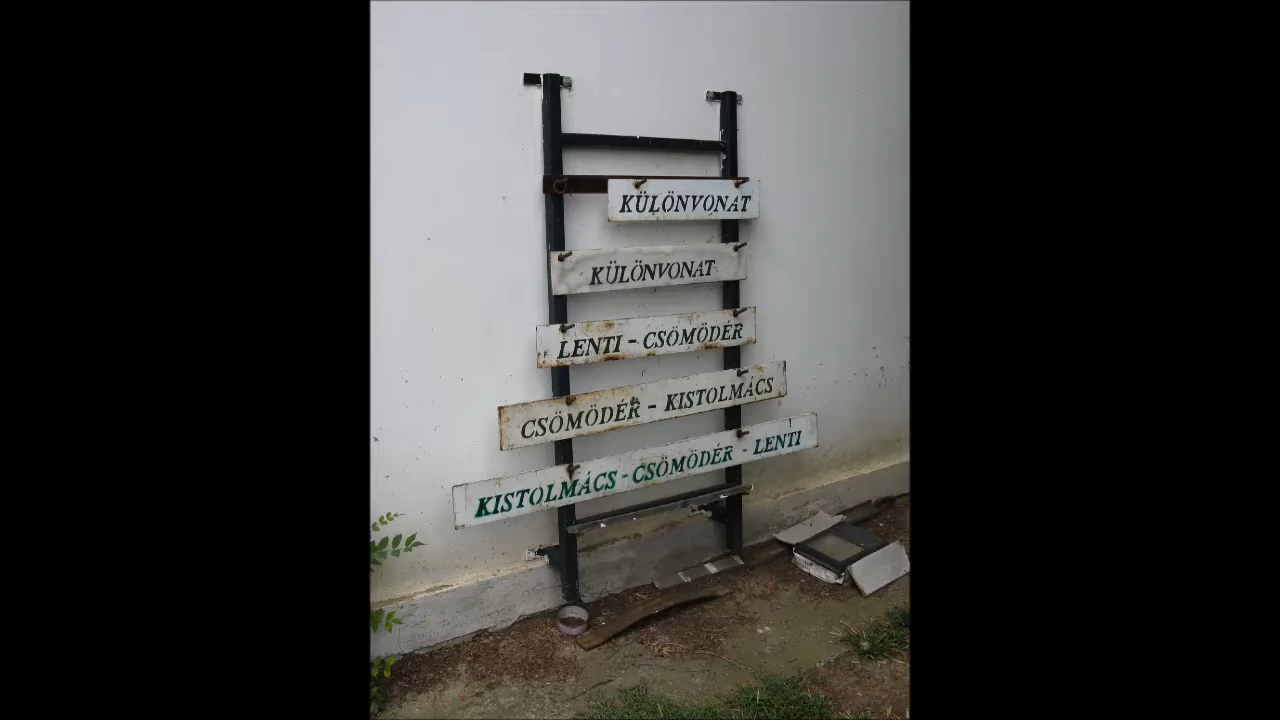 KÜLÖNVONAT
KÜLÖNVONAT
LENTI - CSÖMÖDÉR
CSÖMÖDÉR - KISTOLMÁCS
KISTOLMÁCS - CSÖMÖDÉR - LENTI